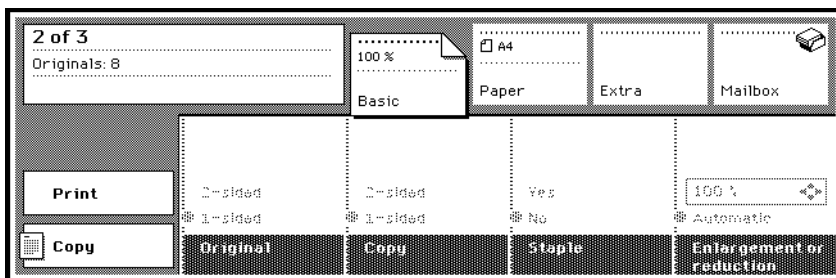 2 of 3
Originals: 8
100 %
Basic
A4
Paper
Extra
Mailbox
Print
Copy
2-sided
1-sided
Original
2-sided
1-sided
Copy
Yes
No
Staple
100 %
Automatic
Enlargement or
reduction